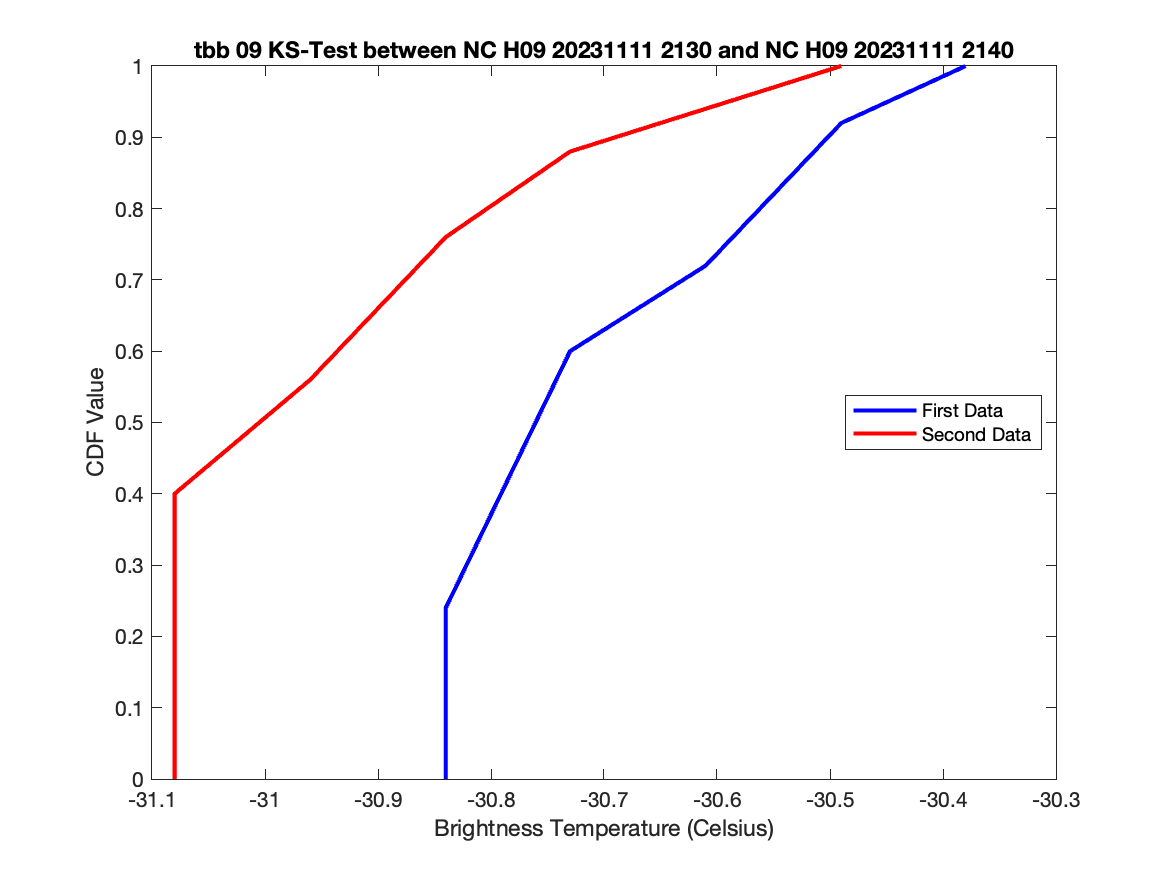 tbb 09 KS-Test between NC H09 20231111 2130 and NC H09 20231111 2140
1
0.9
0.8
0.7
0.6
0.5
0.4
0.3
0.2
0.1
0
CDF Value
First Data
Second Data
-31.1 -31 -30.9 -30.8 -30.7 -30.6 -30.5 -30.4 -30.3
Brightness Temperature (Celsius)